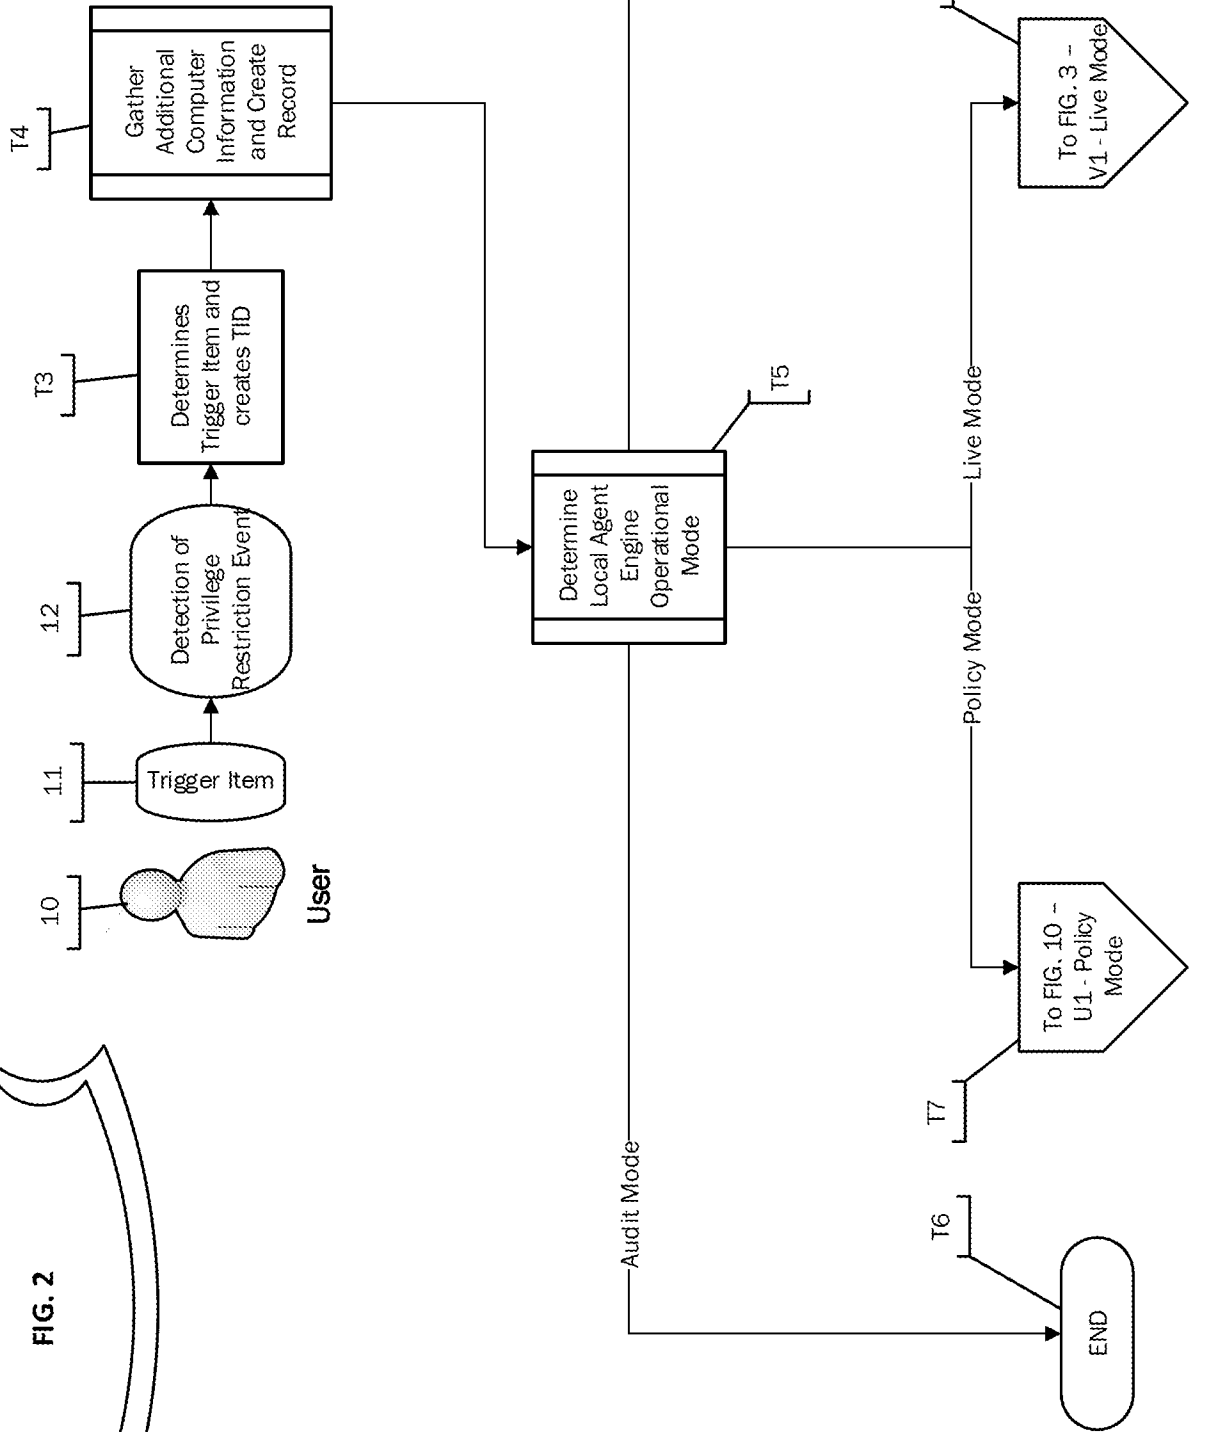 FIG. 2
10
User
11
Trigger Item
12
Detection of
Privilege
Restriction Event
T3
Determines
Trigger Item and
creates TID
T4
Gather
Additional
Computer
Information
and Create
Record
Determine
Local Agent
Engine
Operational
Mode
T5
Audit Mode
Policy Mode
Live Mode
T6
END
T7
To FIG. 10 –
U1 - Policy
Mode
To FIG. 3 –
V1 - Live Mode